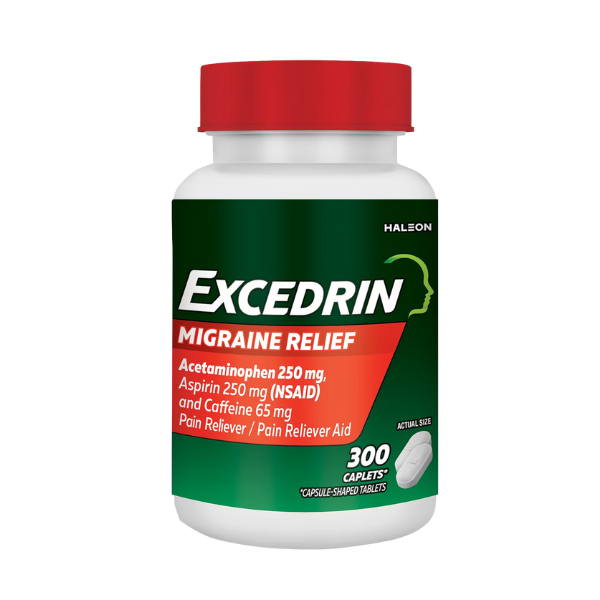 HALEON
EXCEDRIN
MIGRAINE RELIEF
Acetaminophen 250 mg,
Aspirin 250 mg (NSAID)
and Caffeine 65 mg
Pain Reliever / Pain Reliever Aid
ACTUAL SIZE
300
CAPLETS*
*CAPSULE-SHAPED TABLETS